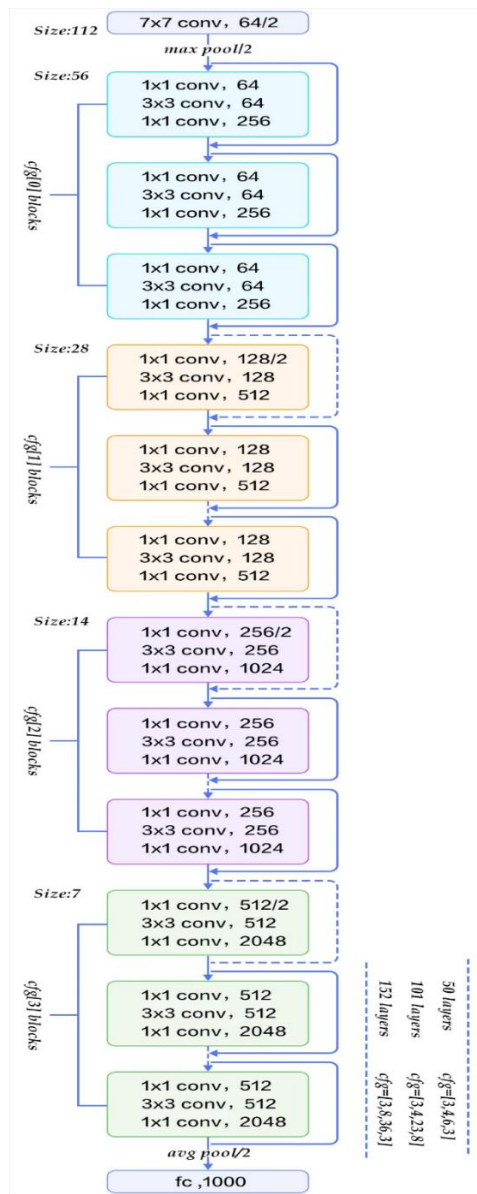 Size:112
7x7 conv, 64/2
max pool/2
Size:56
1x1 conv, 64
3x3 conv, 64
1x1 conv, 256
cfg[0] blocks
1x1 conv, 64
3x3 conv, 64
1x1 conv, 256
1x1 conv, 64
3x3 conv, 64
1x1 conv, 256
Size:28
1x1 conv, 128/2
3x3 conv, 128
1x1 conv, 512
cfg[1] blocks
1x1 conv, 128
3x3 conv, 128
1x1 conv, 512
1x1 conv, 128
3x3 conv, 128
1x1 conv, 512
Size:14
1x1 conv, 256/2
3x3 conv, 256
1x1 conv, 1024
cfg[2] blocks
1x1 conv, 256
3x3 conv, 256
1x1 conv, 1024
1x1 conv, 256
3x3 conv, 256
1x1 conv, 1024
Size:7
1x1 conv, 512/2
3x3 conv, 512
1x1 conv, 2048
cfg[3] blocks
1x1 conv, 512
3x3 conv, 512
1x1 conv, 2048
1x1 conv, 512
3x3 conv, 512
1x1 conv, 2048
avg pool/2
fc ,1000
50 layers cfg=[3,4,6,3]
101 layers cfg=[3,4,23,8]
152 layers cfg=[3.8,36,3]